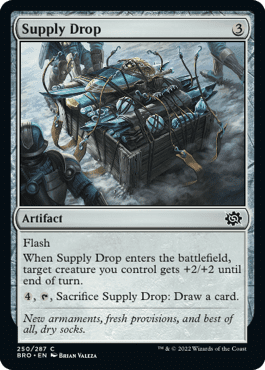 Supply Drop 3
Artifact
Flash
When Supply Drop enters the battlefield,
target creature you control gets +2/+2 until
end of turn.
4, , Sacrifice Supply Drop: Draw a card.
New armaments, fresh provisions, and best of
all, dry socks.
250/287 C
BRO • EN Brian Valeza
™ & © 2022 Wizards of the Coast